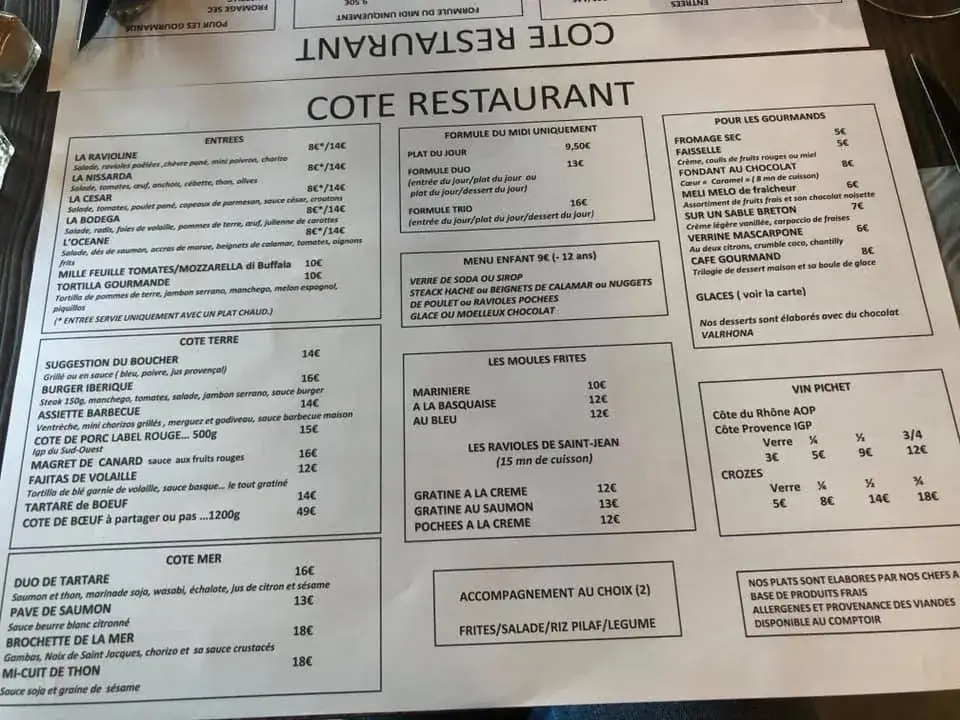 FROMAGE SEC
POUR LES GOURMANDS
9,50€
FORMULE DU MIDI UNIQUEMENT
ENTREES
COTE RESTAURANT
COTE RESTAURANT
ENTREES
LA RAVIOLINE 8€*/14€
Salade, ravioles poêlées ,chèvre pané, mini poivron, chorizo
LA NISSARDA 8€*/14€
Salade, tomates, œuf, anchois, cébette, thon, olives
LA CESAR 8€*/14€
Salade, tomates, poulet pané, copeaux de parmesan, sauce césar, croutons
LA BODEGA 8€*/14€
Salade, radis, foies de volaille, pommes de terre, œuf, julienne de carottes
L'OCEANE 8€*/14€
Salade, dés de saumon, accras de morue, beignets de calamar, tomates, oignons
frits
MILLE FEUILLE TOMATES/MOZZARELLA di Buffala 10€
TORTILLA GOURMANDE 10€
Tortilla de pommes de terre, jambon serrano, manchego, melon espagnol,
piquillos
(* ENTREE SERVIE UNIQUEMENT AVEC UN PLAT CHAUD.)
COTE TERRE
SUGGESTION DU BOUCHER 14€
Grillé ou en sauce ( bleu, poivre, jus provençal)
BURGER IBERIQUE 16€
Steak 150g, manchego, tomates, salade, jambon serrano, sauce burger
ASSIETTE BARBECUE 14€
Ventrèche, mini chorizos grillés , merguez et godiveau, sauce barbecue maison
COTE DE PORC LABEL ROUGE... 500g 15€
Igp du Sud-Ouest
MAGRET DE CANARD sauce aux fruits rouges 16€
FAJITAS DE VOLAILLE 12€
Tortilla de blé garnie de volaille, sauce basque... le tout gratiné
TARTARE de BOEUF 14€
COTE DE BŒUF à partager ou pas ...1200g 49€
COTE MER
DUO DE TARTARE 16€
Saumon et thon, marinade soja, wasabi, échalote, jus de citron et sésame
PAVE DE SAUMON 13€
Sauce beurre blanc citronné
BROCHETTE DE LA MER 18€
Gambas, Noix de Saint Jacques, chorizo et sa sauce crustacés
MI-CUIT DE THON 18€
Sauce soja et graine de sésame
FORMULE DU MIDI UNIQUEMENT
PLAT DU JOUR 9,50€
FORMULE DUO 13€
(entrée du jour/plat du jour ou
plat du jour/dessert du jour)
FORMULE TRIO 16€
(entrée du jour/plat du jour/dessert du jour)
MENU ENFANT 9€ (- 12 ans)
VERRE DE SODA OU SIROP
STEACK HACHE ou BEIGNETS DE CALAMAR ou NUGGETS
DE POULET ou RAVIOLES POCHEES
GLACE OU MOELLEUX CHOCOLAT
LES MOULES FRITES
MARINIERE 10€
A LA BASQUAISE 12€
AU BLEU 12€
LES RAVIOLES DE SAINT-JEAN
(15 mn de cuisson)
GRATINE A LA CREME 12€
GRATINE AU SAUMON 13€
POCHEES A LA CREME 12€
ACCOMPAGNEMENT AU CHOIX (2)
FRITES/SALADE/RIZ PILAF/LEGUME
POUR LES GOURMANDS
FROMAGE SEC 5€
FAISSELLE 5€
Crème, coulis de fruits rouges ou miel
FONDANT AU CHOCOLAT 8€
Cœur « Caramel » ( 8 mn de cuisson)
MELI MELO de fraicheur 6€
Assortiment de fruits frais et son chocolat noisette
SUR UN SABLE BRETON 7€
Crème légère vanillée, carpaccio de fraises
VERRINE MASCARPONE 6€
Au deux citrons, crumble coco, chantilly
CAFE GOURMAND 8€
Trilogie de dessert maison et sa boule de glace
GLACES ( voir la carte)
Nos desserts sont élaborés avec du chocolat
VALRHONA
VIN PICHET
Côte du Rhône AOP
Côte Provence IGP
Verre ¼ ½ 3/4
3€ 5€ 9€ 12€
CROZES
Verre ¼ ½ ¾
5€ 8€ 14€ 18€
NOS PLATS SONT ELABORES PAR NOS CHEFS A
BASE DE PRODUITS FRAIS
ALLERGENES ET PROVENANCE DES VIANDES
DISPONIBLE AU COMPTOIR